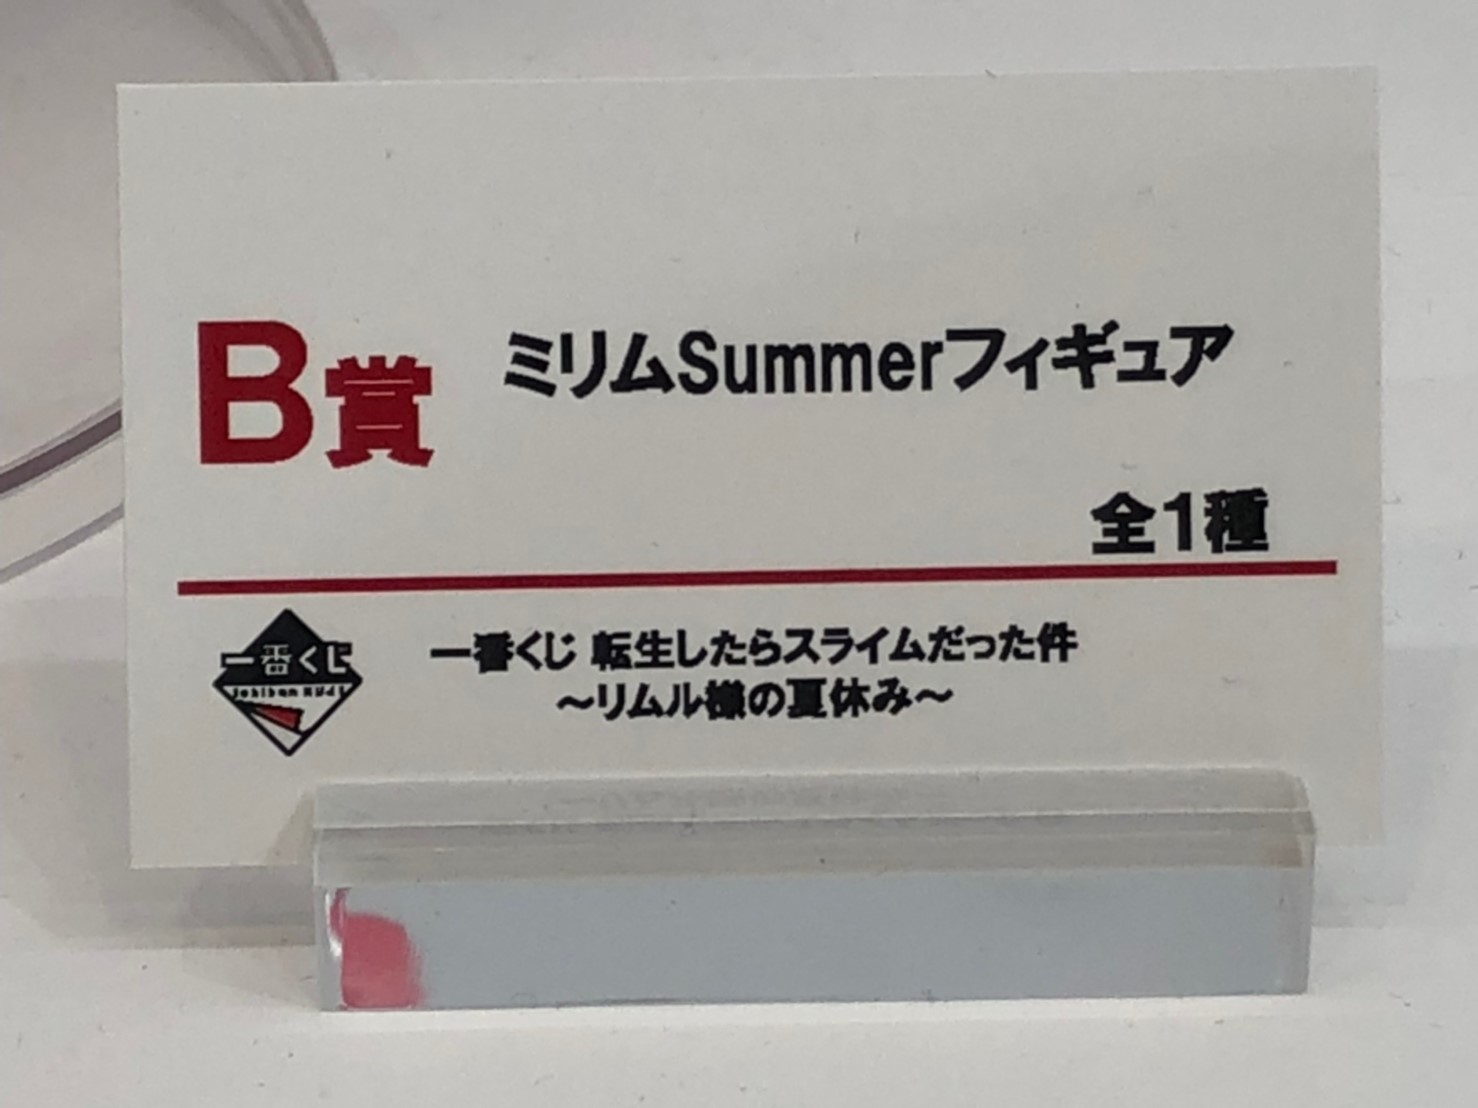 B賞
ミリムSummerフィギュア
全1種
一番くじ
Ichiban KUJI
一番くじ 転生したらスライムだった件
～リムル様の夏休み～